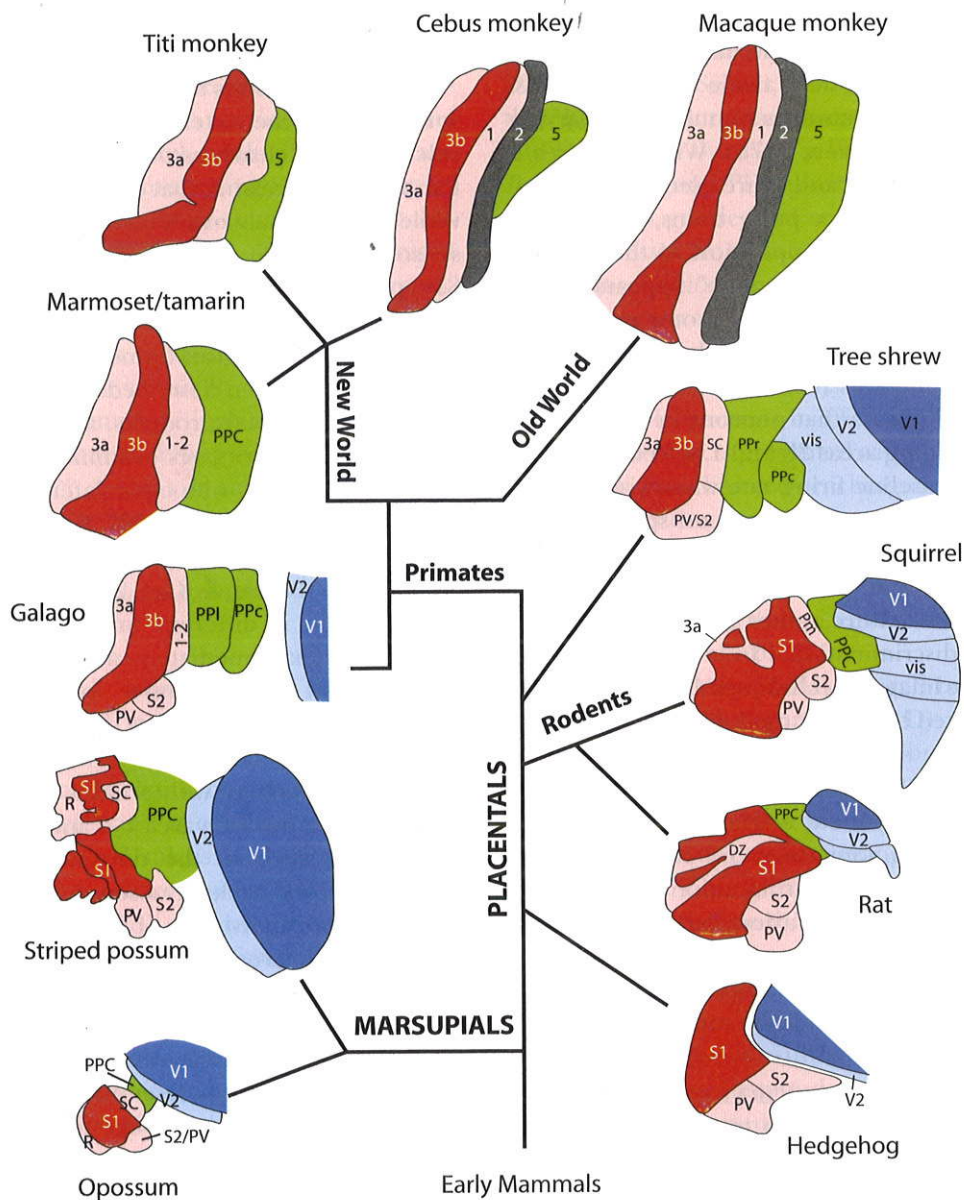 Titi monkey
3a
3b
1
5
Cebus monkey
3a
3b
1
2
5
Macaque monkey
3a
3b
1
2
5
Marmoset/tamarin
3a
3b
1-2
PPC
New World
Old World
Tree shrew
3a
3b
SC
PPr
PPc
vis
V2
V1
PV/S2
Primates
Galago
3a
3b
1-2
PPl
PPc
V2
V1
S2
PV
Squirrel
3a
S1
Pm
PPC
V1
V2
vis
S2
PV
Rodents
Striped possum
R
SI
SC
PPC
V2
V1
SI
PV
S2
PLACENTALS
Rat
PPC
V1
V2
DZ
S1
S2
PV
MARSUPIALS
Opossum
PPC
V1
V2
SC
S1
R
S2/PV
Hedgehog
S1
V1
S2
V2
PV
Early Mammals